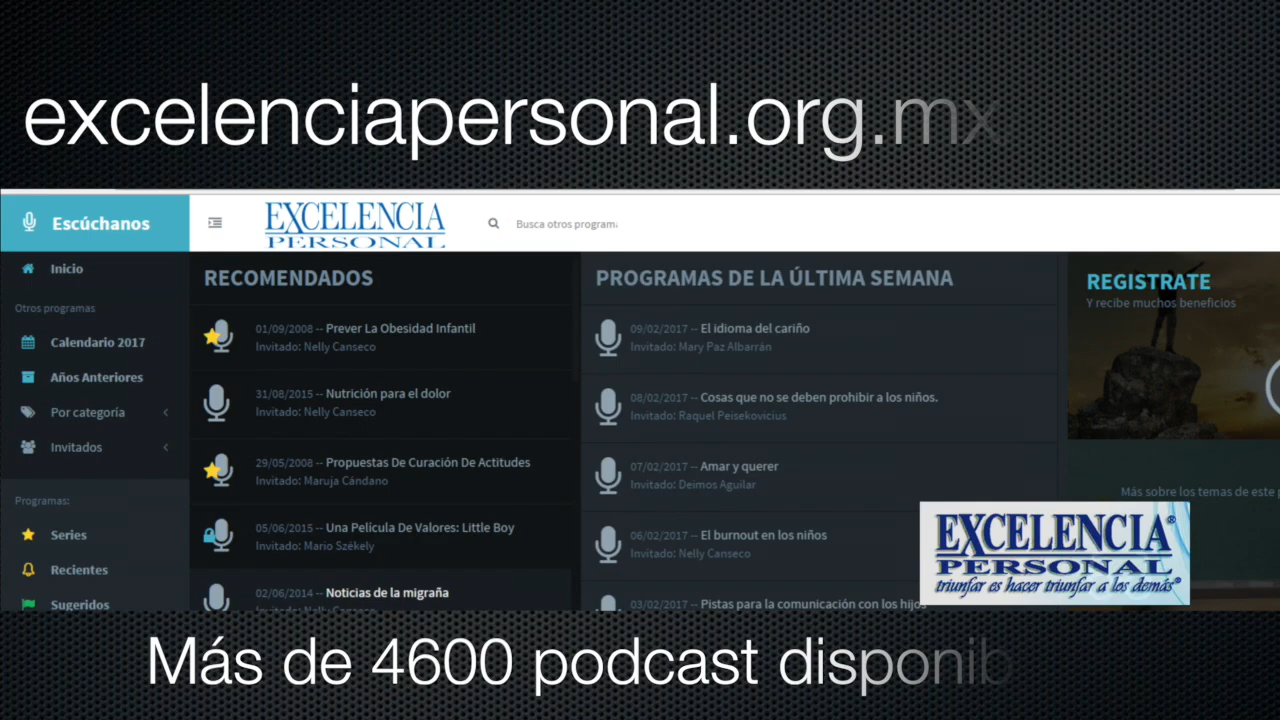 excelenciapersonal.org.mx
Escúchanos
EXCELENCIA
PERSONAL
Busca otros programa
Inicio
Otros programas
Calendario 2017
Años Anteriores
Por categoría
Invitados
Programas:
Series
Recientes
Sugeridos
RECOMENDADOS
01/09/2008 -- Prever La Obesidad Infantil
Invitado: Nelly Canseco
31/08/2015 -- Nutrición para el dolor
Invitado: Nelly Canseco
29/05/2008 -- Propuestas De Curación De Actitudes
Invitado: Maruja Cándano
05/06/2015 -- Una Película De Valores: Little Boy
Invitado: Mario Székely
02/06/2014 -- Noticias de la migraña
Invitado: Nelly Canseco
PROGRAMAS DE LA ÚLTIMA SEMANA
09/02/2017 -- El idioma del cariño
Invitado: Mary Paz Albarrán
08/02/2017 -- Cosas que no se deben prohibir a los niños.
Invitado: Raquel Peisekovicius
07/02/2017 -- Amar y querer
Invitado: Deimos Aguilar
06/02/2017 -- El burnout en los niños
Invitado: Nelly Canseco
03/02/2017 -- Pistas para la comunicación con los hijos
REGISTRATE
Y recibe muchos beneficios
Más sobre los temas de este
EXCELENCIA®
PERSONAL
triunfar es hacer triunfar a los demás®
Más de 4600 podcast disponib